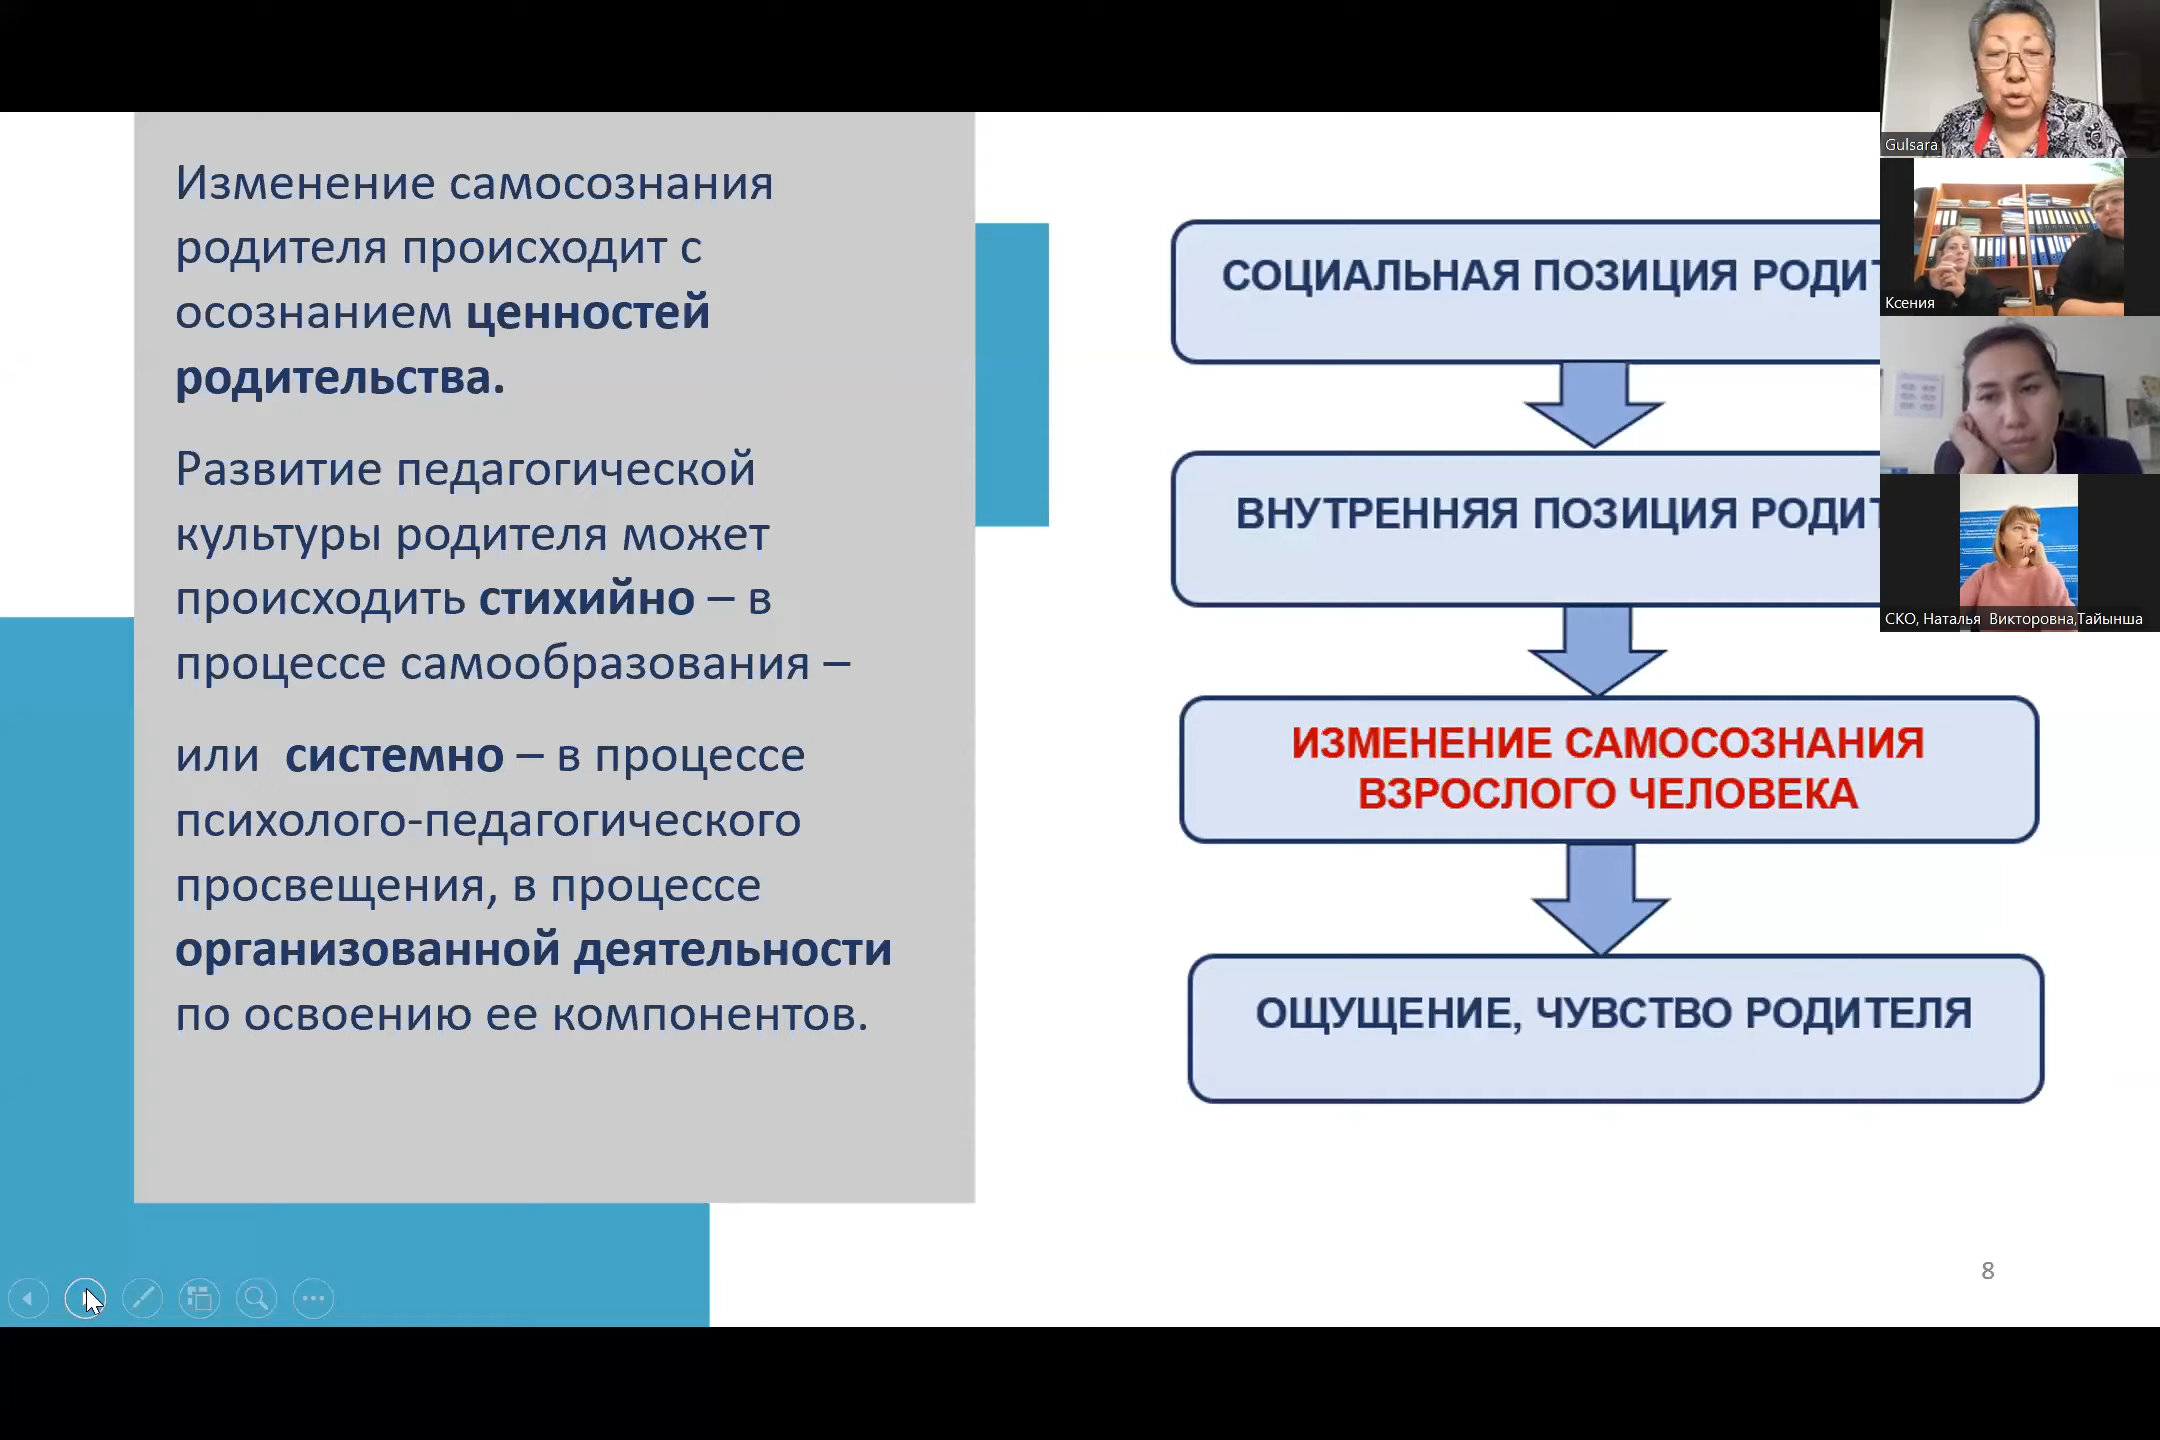 Изменение самосознания
родителя происходит с
осознанием ценностей
родительства.
Развитие педагогической
культуры родителя может
происходить стихийно – в
процессе самообразования –
или системно – в процессе
психолого-педагогического
просвещения, в процессе
организованной деятельности
по освоению ее компонентов.
СОЦИАЛЬНАЯ ПОЗИЦИЯ
ВНУТРЕННЯЯ ПОЗИЦИЯ
ИЗМЕНЕНИЕ САМОСОЗНАНИЯ
ВЗРОСЛОГО ЧЕЛОВЕКА
ОЩУЩЕНИЕ, ЧУВСТВО РОДИТЕЛЯ
8
Gulsara
Ксения
СКО, Наталья Викторовна,Тайынша